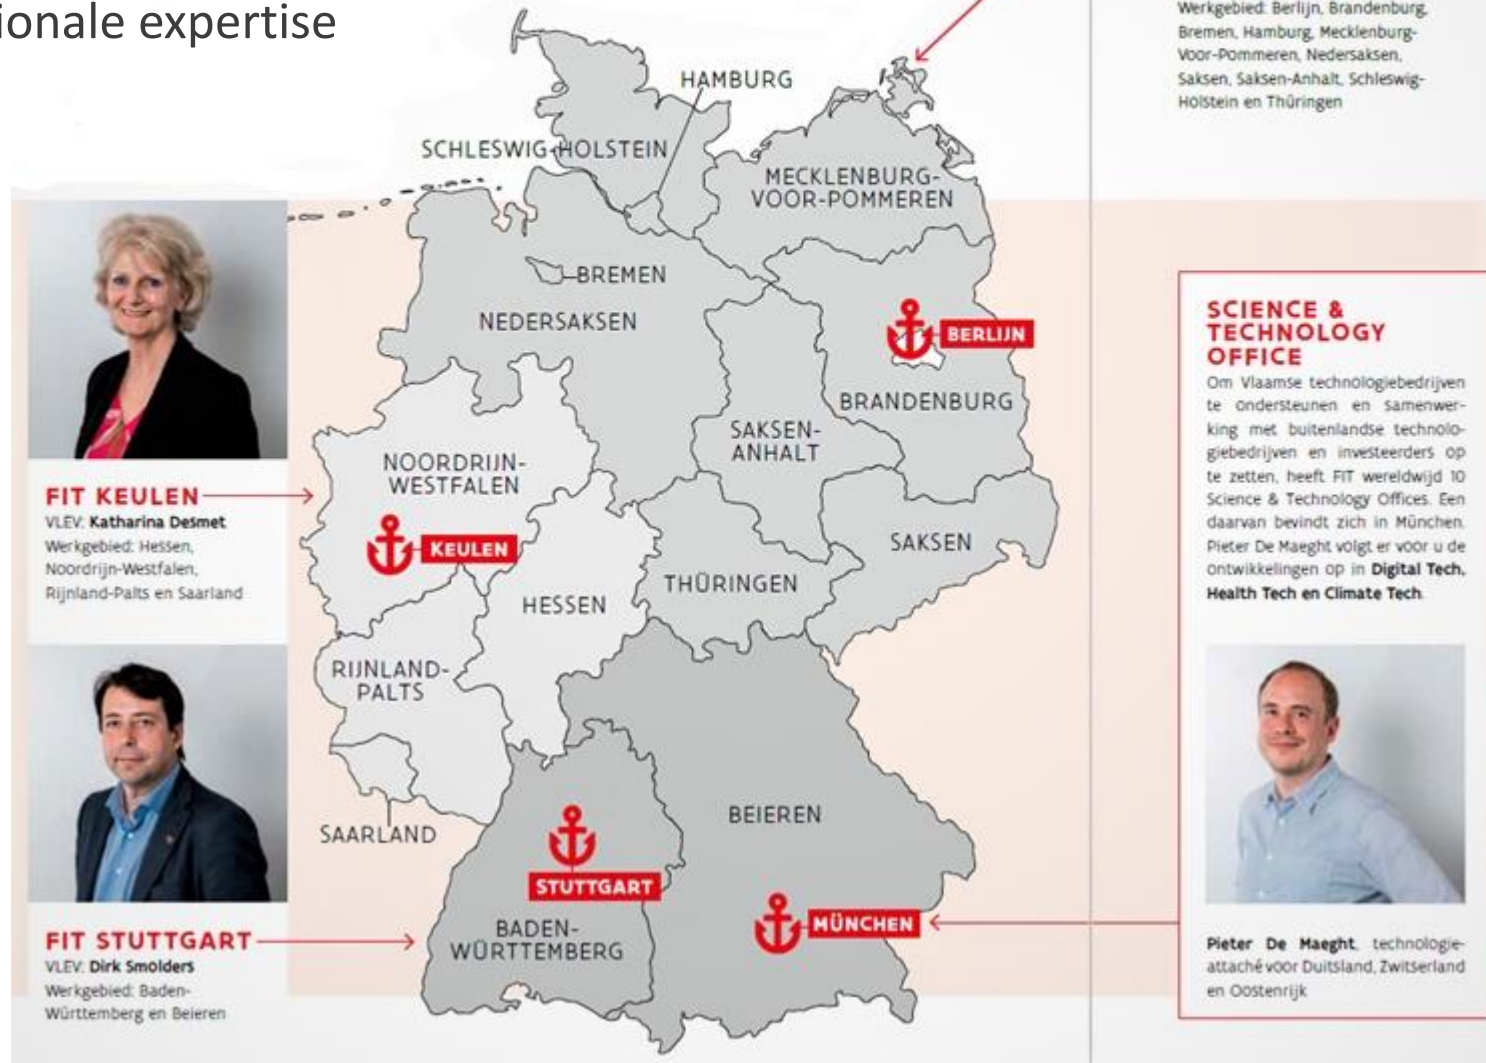 ionale expertise
Werkgebied: Berlijn, Brandenburg,
Bremen, Hamburg, Mecklenburg-
Voor-Pommeren, Nedersaksen,
Saksen, Saksen-Anhalt, Schleswig-
Holstein en Thüringen
HAMBURG
SCHLESWIG-HOLSTEIN
MECKLENBURG-
VOOR-POMMEREN
BREMEN
NEDERSAKSEN
BERLIJN
BRANDENBURG
SAKSEN-
ANHALT
NOORDRIJN-
WESTFALEN
KEULEN
SAKSEN
THÜRINGEN
HESSEN
RIJNLAND-
PALTS
SAARLAND
BEIEREN
STUTTGART
BADEN-
WÜRTTEMBERG
MÜNCHEN
FIT KEULEN
VLEV: Katharina Desmet
Werkgebied: Hessen,
Noordrijn-Westfalen,
Rijnland-Palts en Saarland
FIT STUTTGART
VLEV: Dirk Smolders
Werkgebied: Baden-
Württemberg en Beieren
SCIENCE &
TECHNOLOGY
OFFICE
Om Vlaamse technologiebedrijven
te ondersteunen en samenwer-
king met buitenlandse technolo-
giebedrijven en investeerders op
te zetten, heeft FIT wereldwijd 10
Science & Technology Offices. Een
daarvan bevindt zich in München.
Pieter De Maeght volgt er voor u de
ontwikkelingen op in Digital Tech,
Health Tech en Climate Tech.
Pieter De Maeght, technologie-
attaché voor Duitsland, Zwitserland
en Oostenrijk